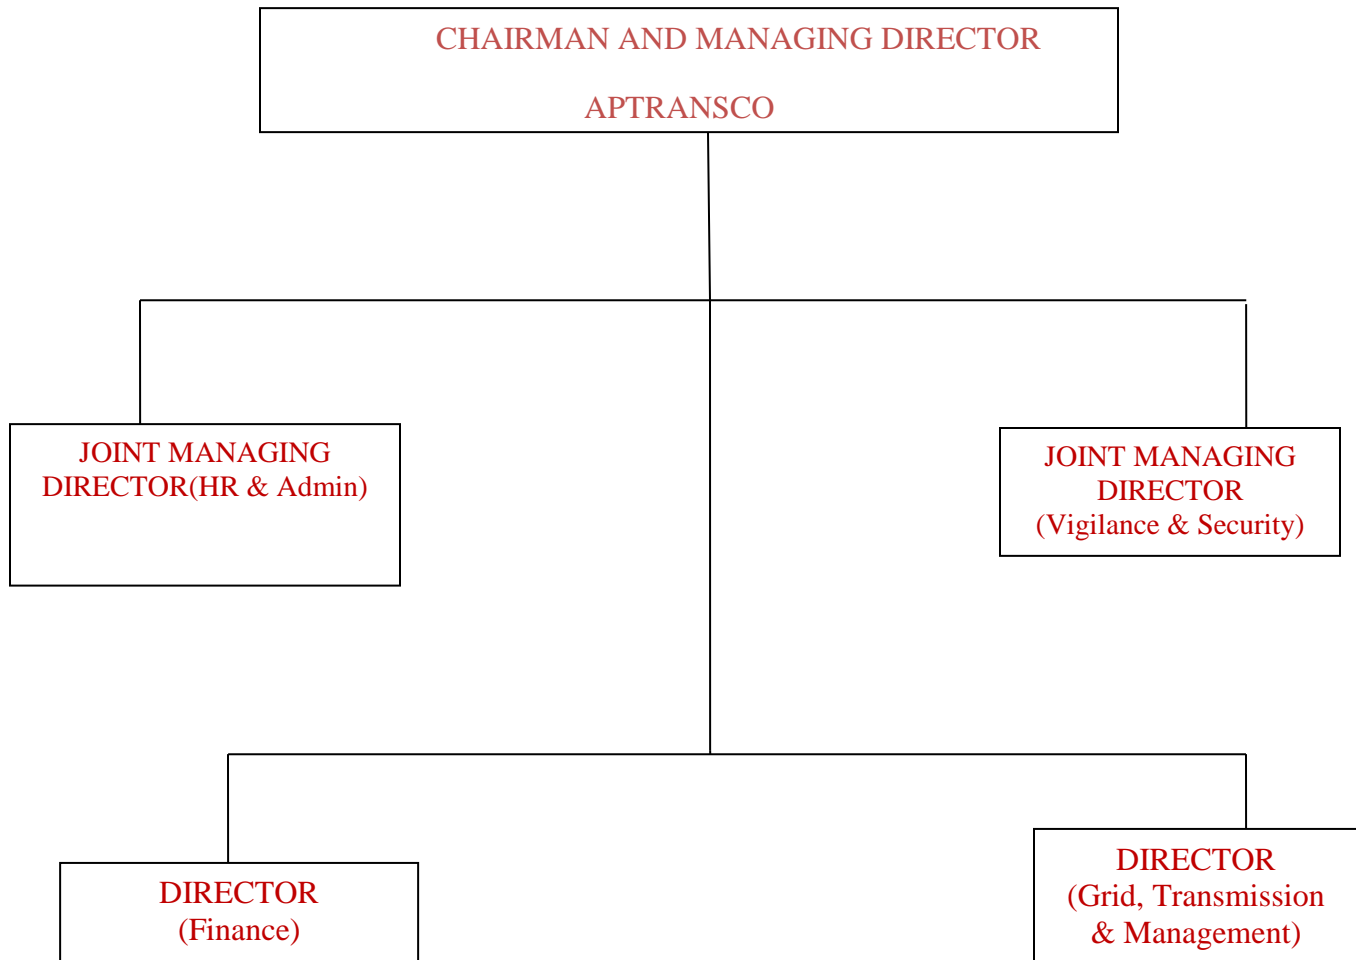 CHAIRMAN AND MANAGING DIRECTOR
APTRANSCO
JOINT MANAGING
DIRECTOR(HR & Admin)
JOINT MANAGING
DIRECTOR
(Vigilance & Security)
DIRECTOR
(Finance)
DIRECTOR
(Grid, Transmission
& Management)